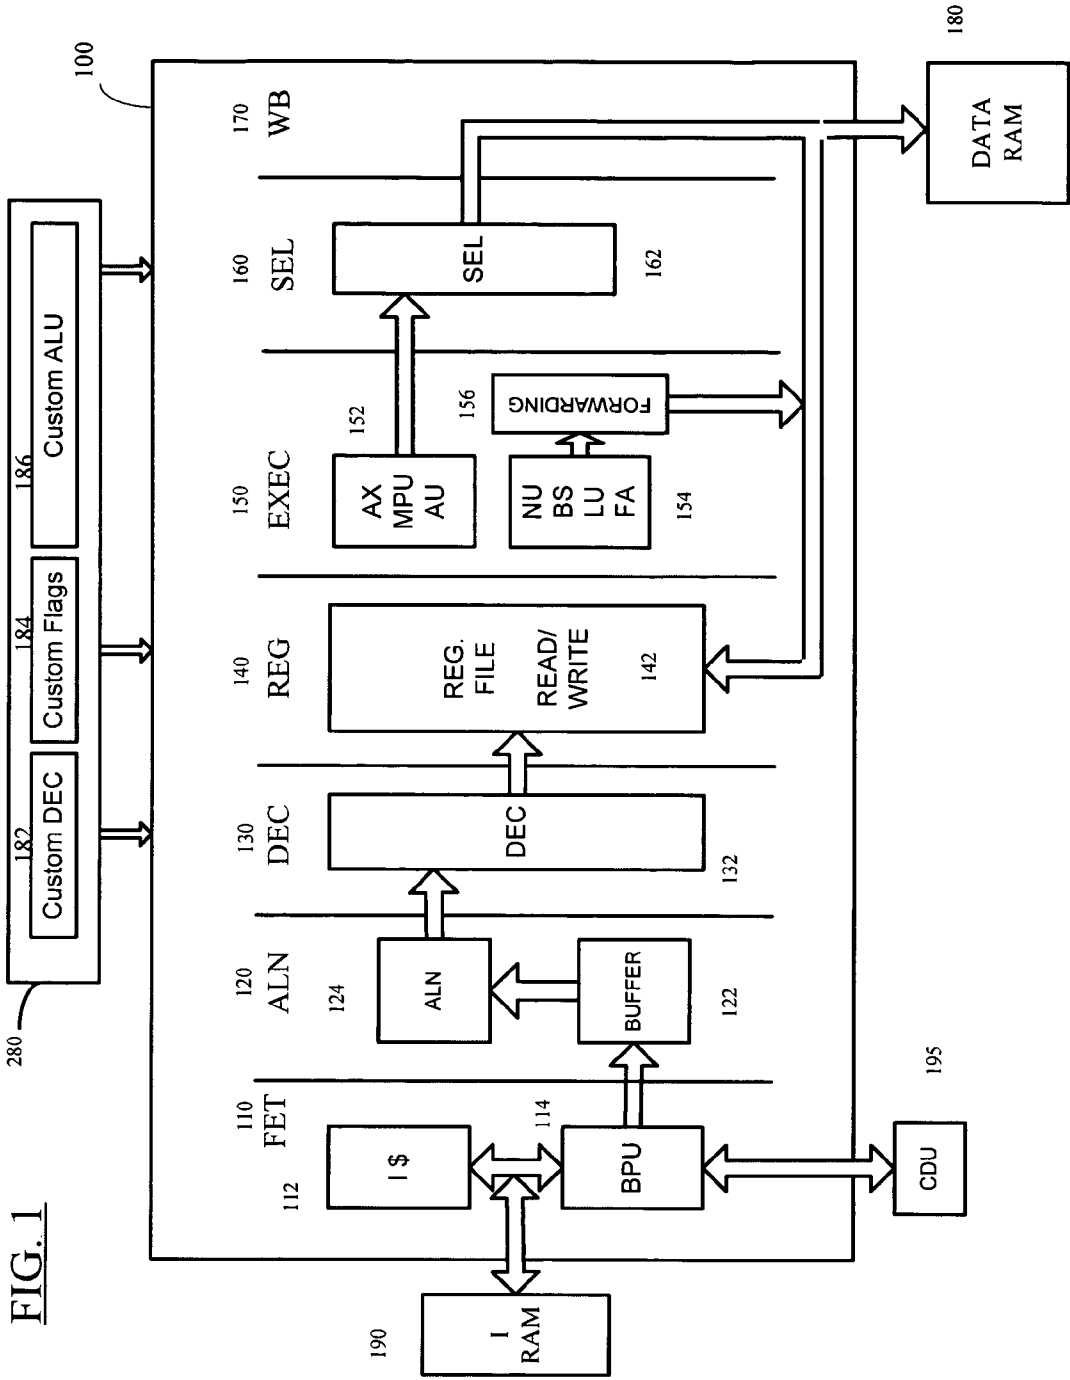 FIG. 1
280
182
Custom DEC
184
Custom Flags
186
Custom ALU
100
110
FET
120
ALN
130
DEC
140
REG
150
EXEC
160
SEL
170
WB
112
I $
114
BPU
124
ALN
BUFFER
122
DEC
132
REG.
FILE
READ/
WRITE
142
AX
MPU
AU
152
NU
BS
LU
FA
154
156
FORWARDING
SEL
162
190
I
RAM
CDU
195
DATA
RAM
180